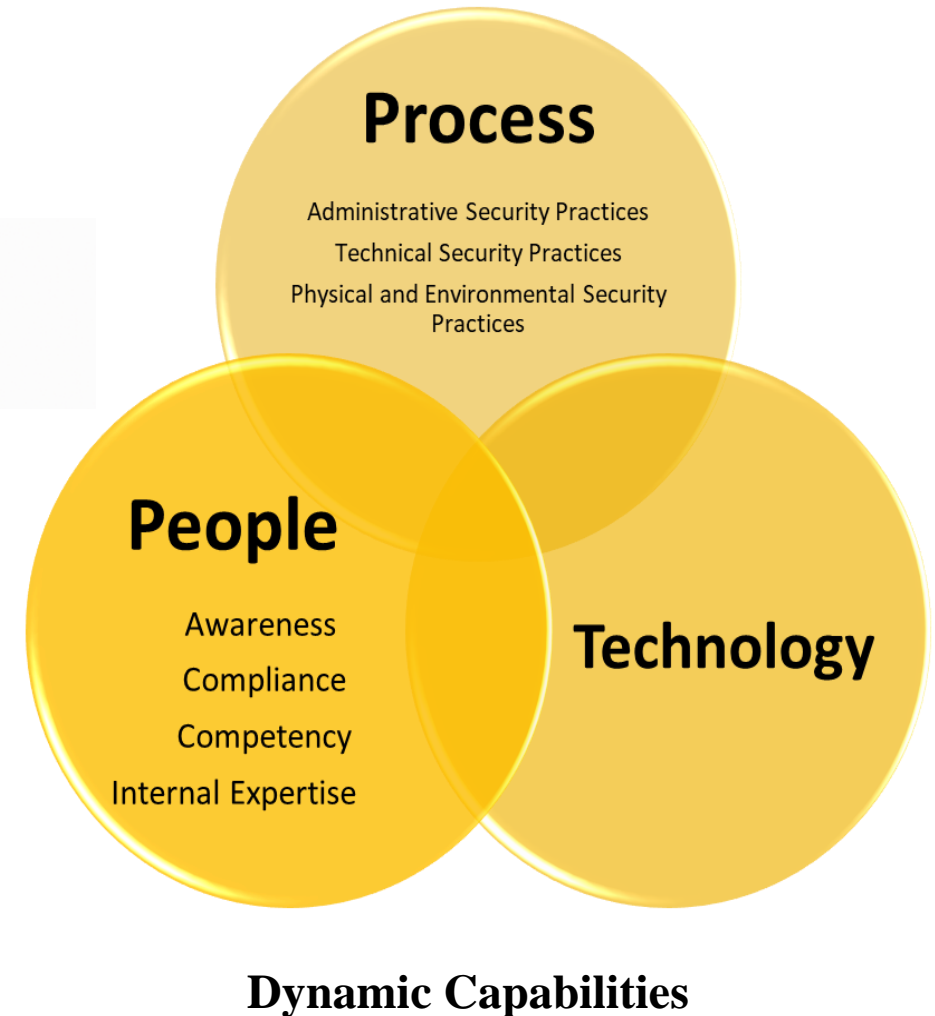 Process
Administrative Security Practices
Technical Security Practices
Physical and Environmental Security
Practices
People
Awareness
Compliance
Competency
Internal Expertise
Technology
Dynamic Capabilities